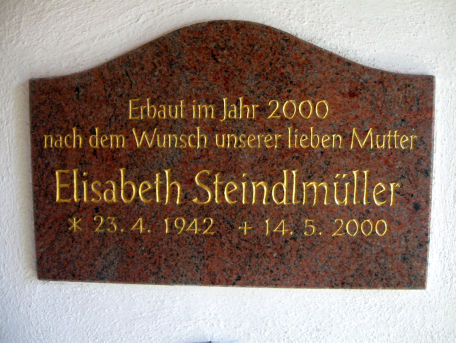 Erbaut im Jahr 2000
nach dem Wunsch unserer lieben Mutter
Elisabeth Steindlmüller
* 23. 4. 1942 + 14. 5. 2000